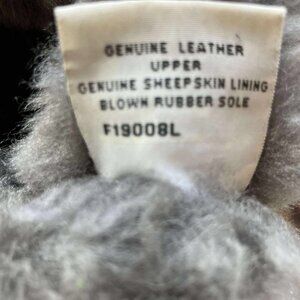 GENUINE LEATHER
UPPER
GENUINE SHEEPSKIN LINING
BLOWN RUBBER SOLE
F19008L